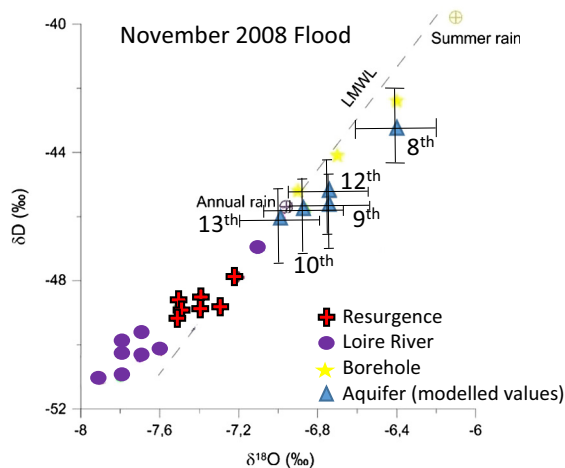 November 2008 Flood
Summer rain
LMWL
8th
12th
Annual rain
13th
9th
10th
Resurgence
Loire River
Borehole
Aquifer (modelled values)
-40
-44
-48
-52
δD (‰)
-8
-7,6
-7,2
-6,8
-6,4
-6
δ18O (‰)